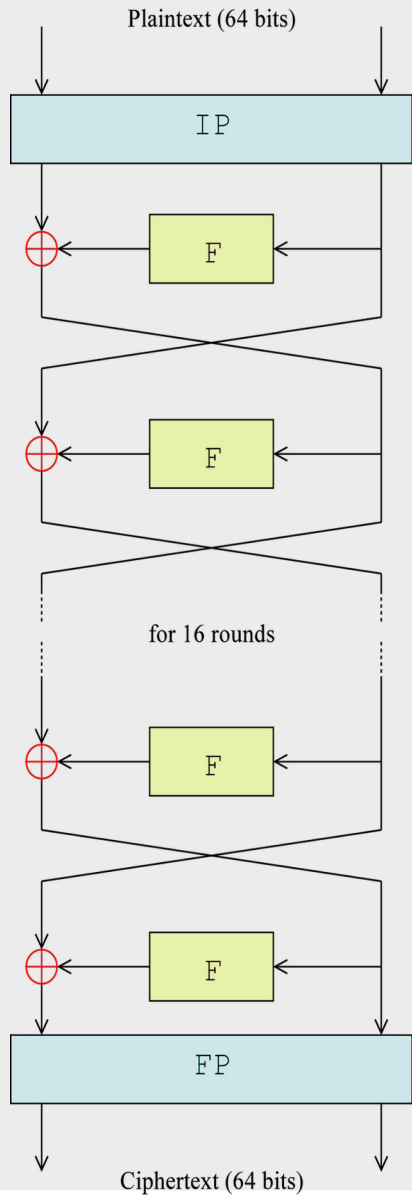 Plaintext (64 bits)
IP
F
F
for 16 rounds
F
F
FP
Ciphertext (64 bits)